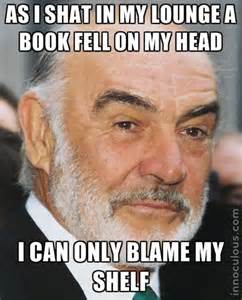 AS I SHAT IN MY LOUNGE A
BOOK FELL ON MY HEAD
I CAN ONLY BLAME MY
SHELF
innoculous.com